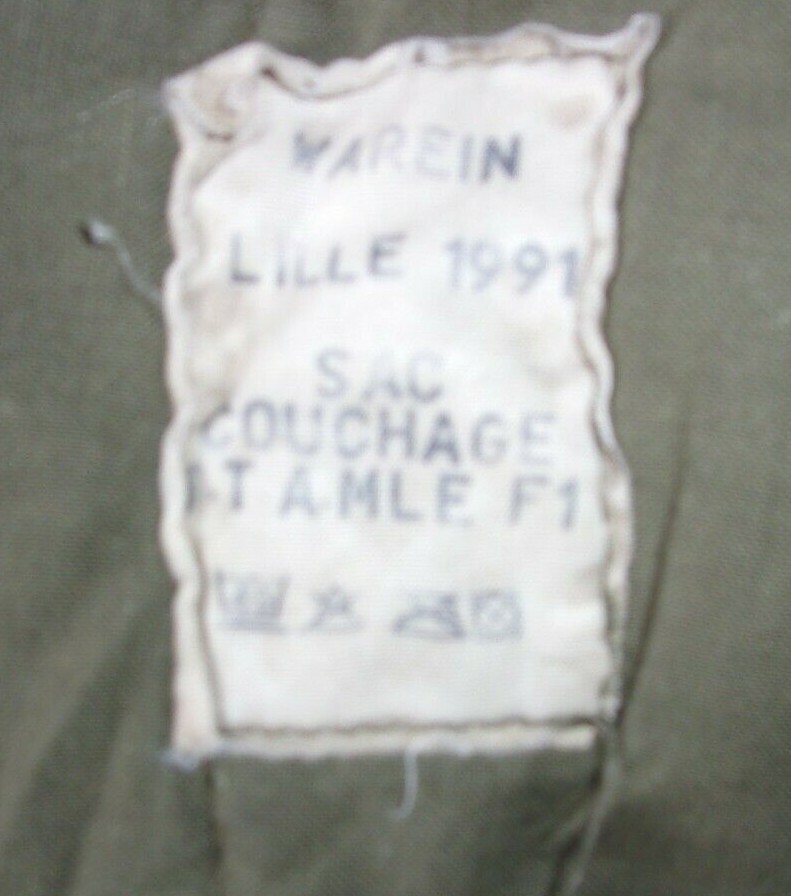 WAREIN
LILLE 1991
SAC
COUCHAGE
T A MLE F1